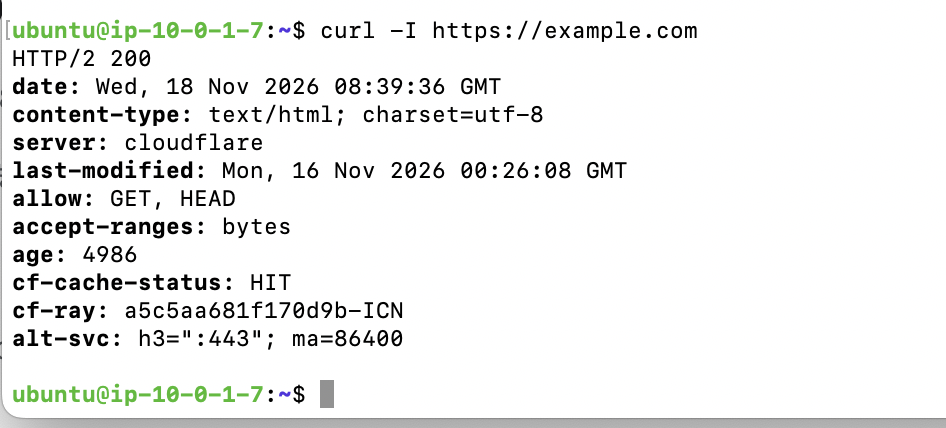 [ubuntu@ip-10-0-1-7:~$ curl -I https://example.com
HTTP/2 200
date: Wed, 18 Nov 2026 08:39:36 GMT
content-type: text/html; charset=utf-8
server: cloudflare
last-modified: Mon, 16 Nov 2026 00:26:08 GMT
allow: GET, HEAD
accept-ranges: bytes
age: 4986
cf-cache-status: HIT
cf-ray: a5c5aa681f170d9b-ICN
alt-svc: h3=":443"; ma=86400
ubuntu@ip-10-0-1-7:~$